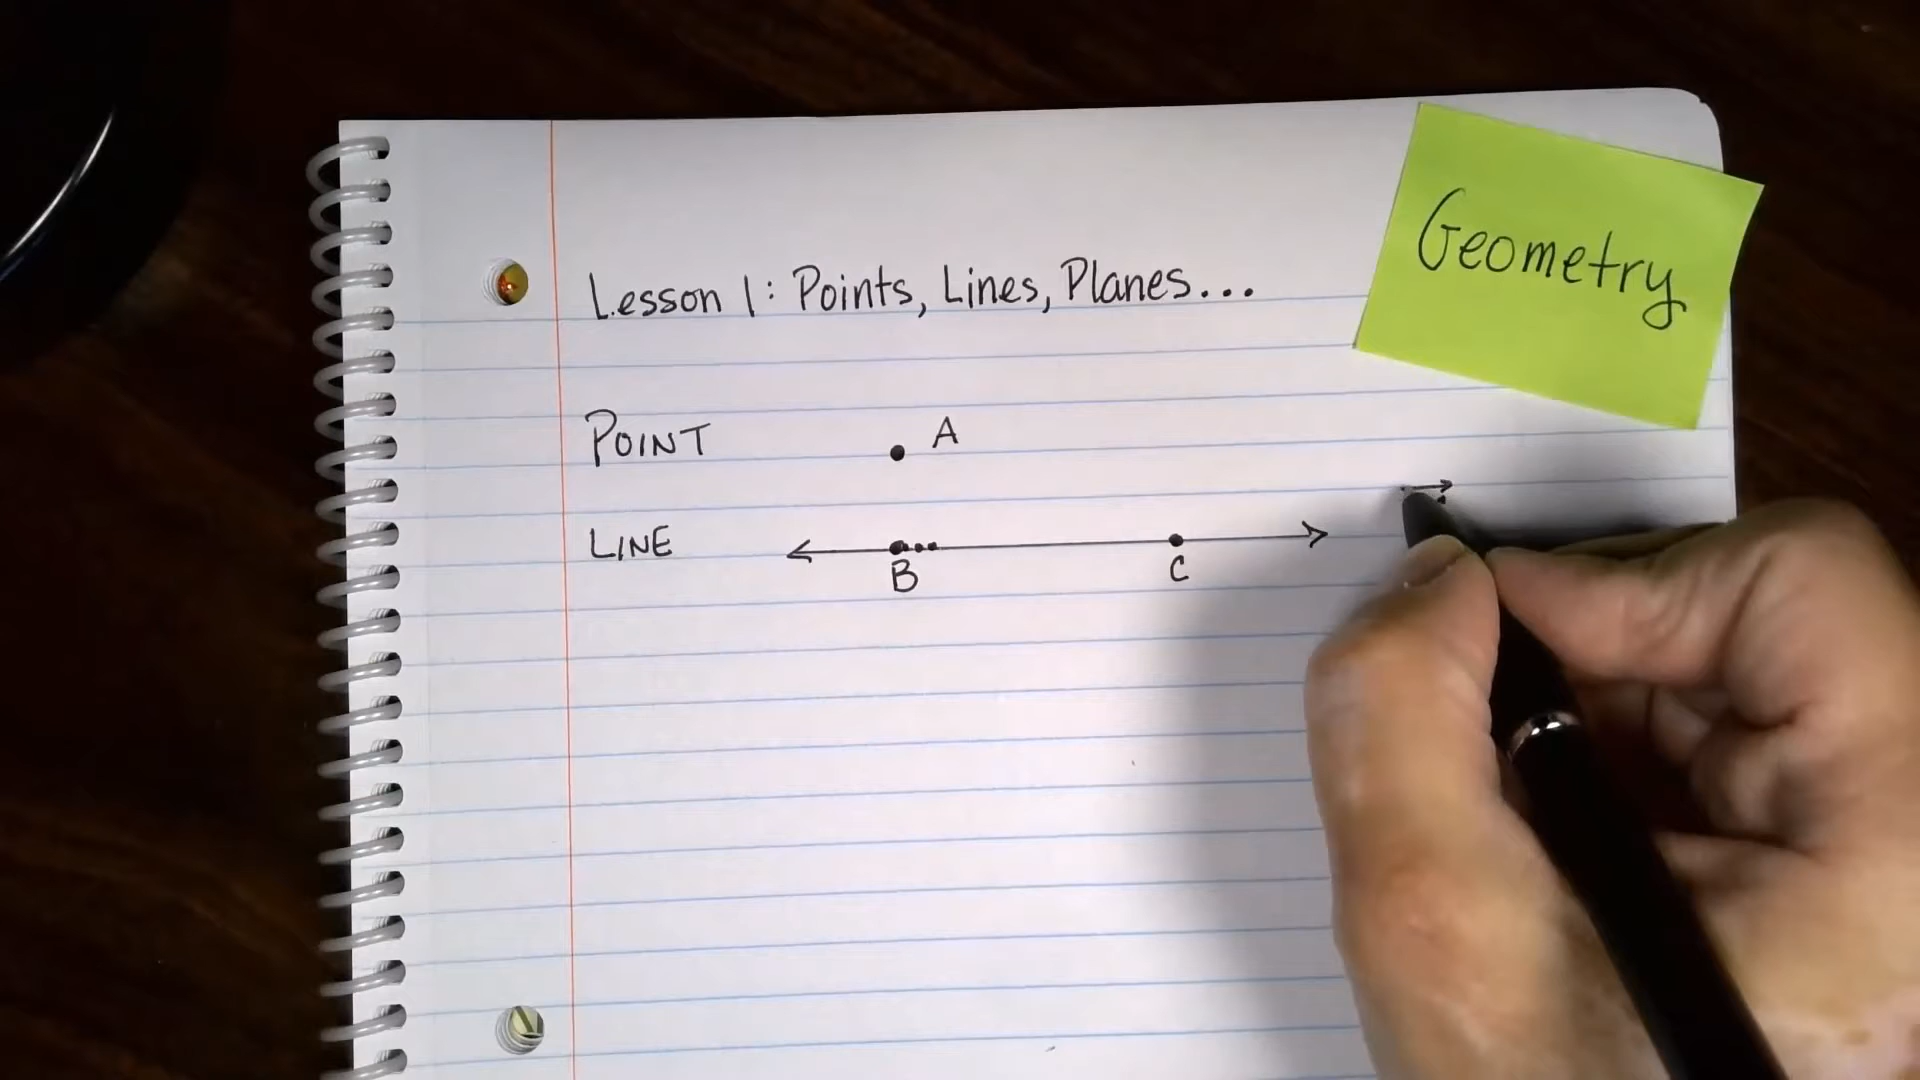 Geometry
Lesson 1: Points, Lines, Planes...
POINT
A
LINE
B
C